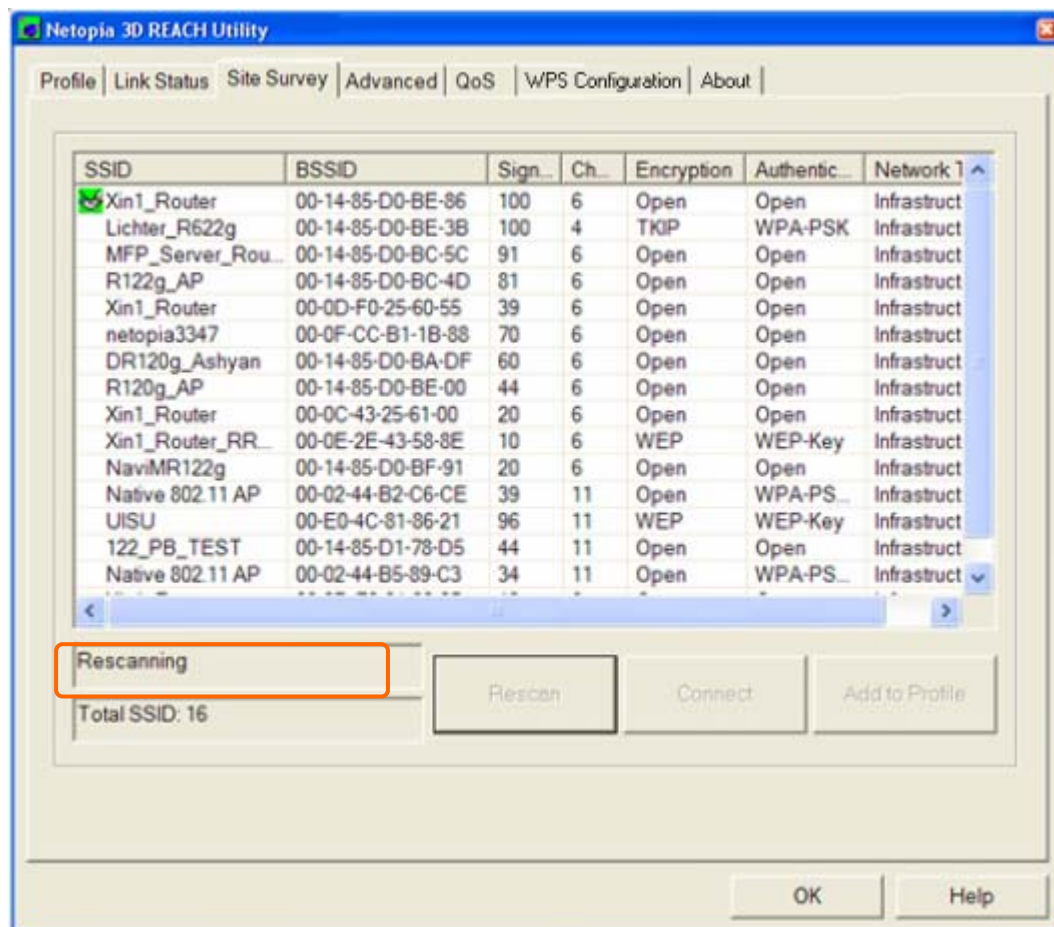 Netopia 3D REACH Utility
Profile Link Status Site Survey Advanced QoS WPS Configuration About
SSID BSSID Sign... Ch... Encryption Authentic... Network T
Xin1_Router 00-14-85-D0-BE-86 100 6 Open Open Infrastruct
Lichter_R622g 00-14-85-D0-BE-3B 100 4 TKIP WPA-PSK Infrastruct
MFP_Server_Rou... 00-14-85-D0-BC-5C 91 6 Open Open Infrastruct
R122g_AP 00-14-85-D0-BC-4D 81 6 Open Open Infrastruct
Xin1_Router 00-0D-F0-25-60-55 39 6 Open Open Infrastruct
netopia3347 00-0F-CC-B1-1B-88 70 6 Open Open Infrastruct
DR120g_Ashyan 00-14-85-D0-BA-DF 60 6 Open Open Infrastruct
R120g_AP 00-14-85-D0-BE-00 44 6 Open Open Infrastruct
Xin1_Router 00-0C-43-25-61-00 20 6 Open Open Infrastruct
Xin1_Router_RR... 00-0E-2E-43-58-8E 10 6 WEP WEP-Key Infrastruct
NaviMR122g 00-14-85-D0-BF-91 20 6 Open Open Infrastruct
Native 802.11 AP 00-02-44-B2-C6-CE 39 11 Open WPA-PS... Infrastruct
UISU 00-E0-4C-81-86-21 96 11 WEP WEP-Key Infrastruct
122_PB_TEST 00-14-85-D1-78-D5 44 11 Open Open Infrastruct
Native 802.11 AP 00-02-44-B5-89-C3 34 11 Open WPA-PS... Infrastruct
Rescanning
Rescan Connect Add to Profile
Total SSID: 16
OK Help